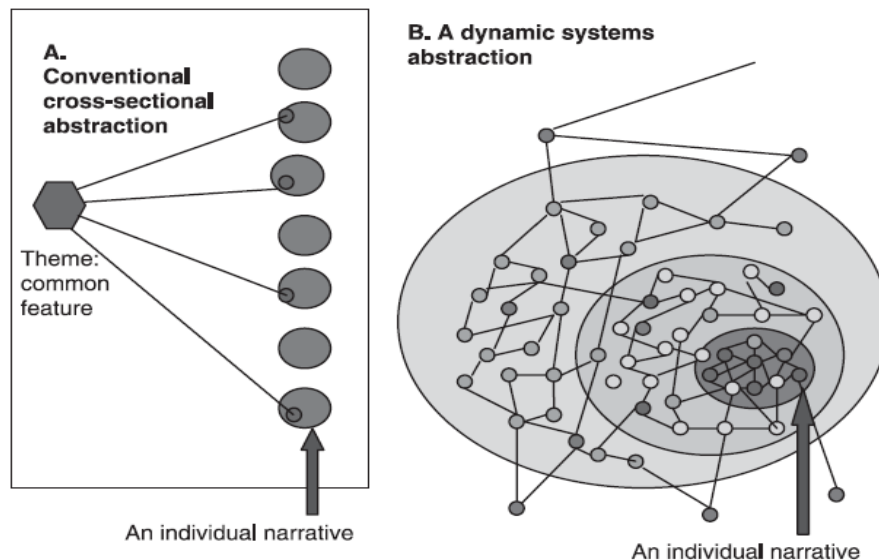 A.
Conventional
cross-sectional
abstraction
Theme:
common
feature
An individual narrative
B. A dynamic systems
abstraction
An individual narrative